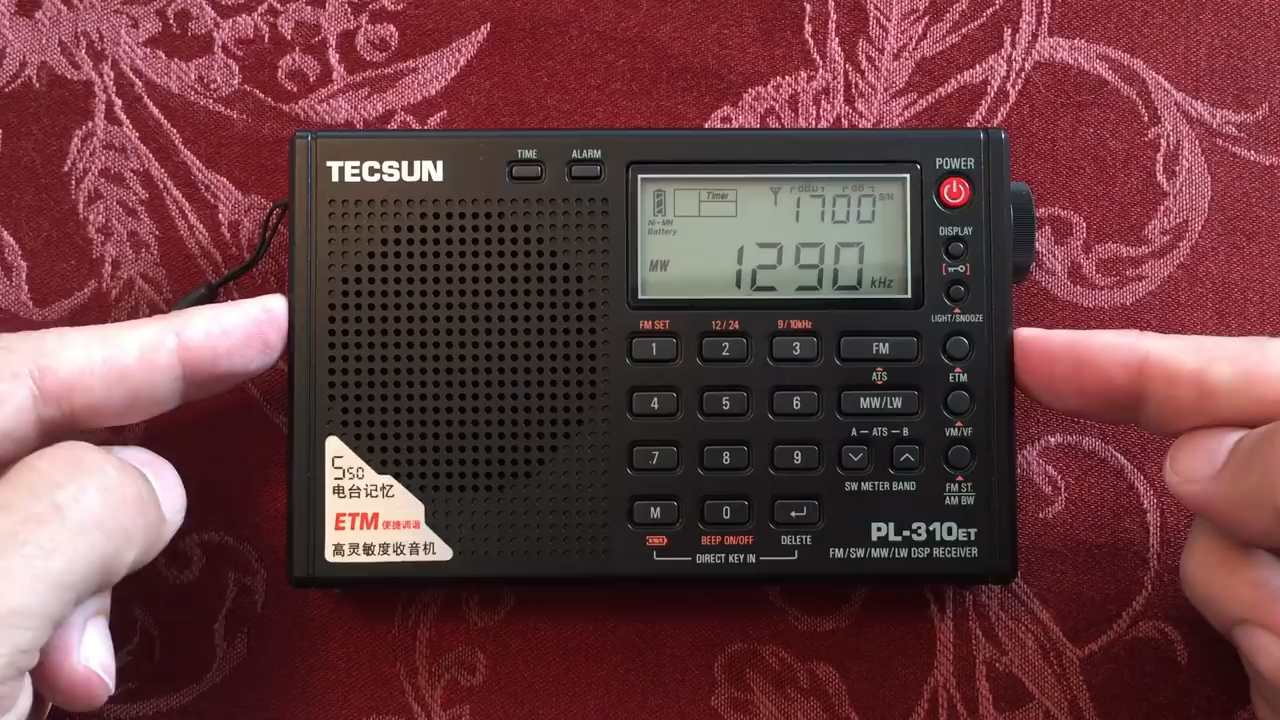 TECSUN
TIME
ALARM
POWER
Timer
1700
S/N
Ni-MH
Battery
MW
1290
kHz
DISPLAY
LIGHT/SNOOZE
FM SET
12/24
9/10kHz
1
2
3
FM
ATS
ETM
4
5
6
MW/LW
A — ATS — B
VM/VF
.7
8
9
SW METER BAND
FM ST.
AM BW
M
0
BEEP ON/OFF
DELETE
DIRECT KEY IN
PL-310ET
FM/SW/MW/LW DSP RECEIVER
550
电台记忆
ETM 便捷调谐
高灵敏度收音机